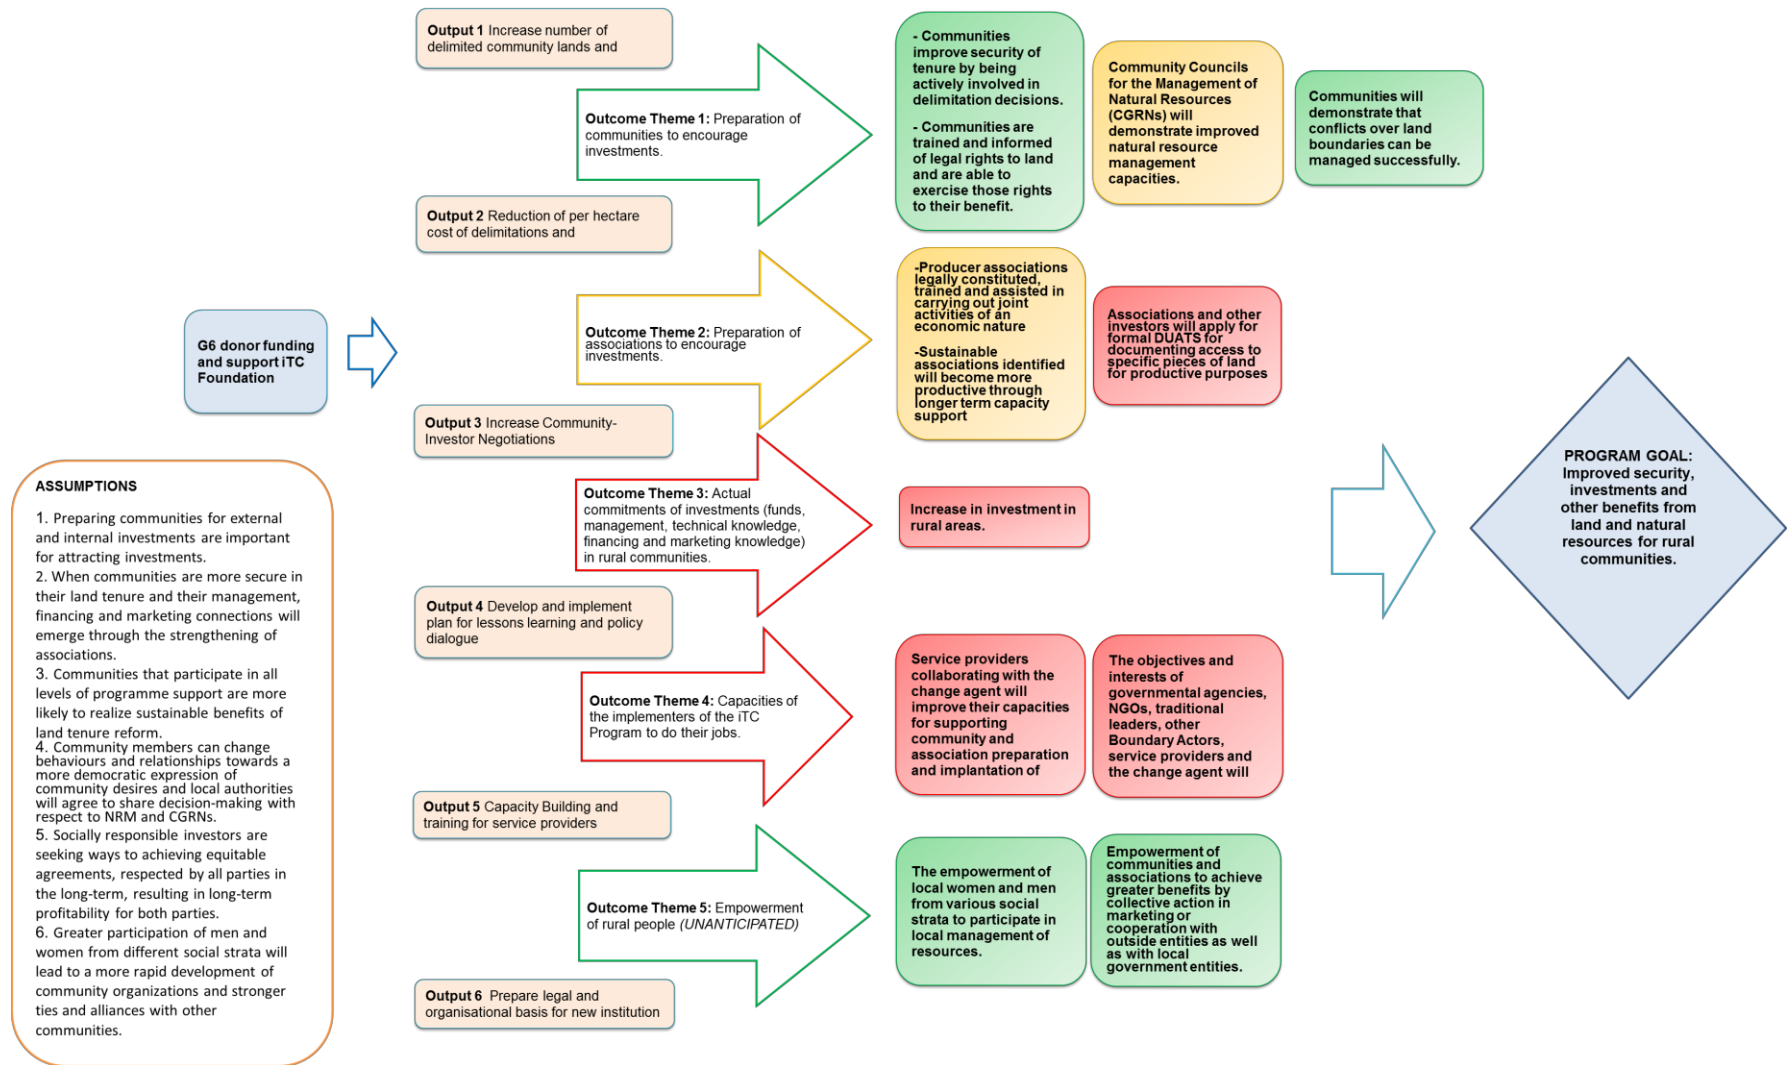 G6 donor funding
and support iTC
Foundation
ASSUMPTIONS
1. Preparing communities for external
and internal investments are important
for attracting investments.
2. When communities are more secure in
their land tenure and their management,
financing and marketing connections will
emerge through the strengthening of
associations.
3. Communities that participate in all
levels of programme support are more
likely to realize sustainable benefits of
land tenure reform.
4. Community members can change
behaviours and relationships towards a
more democratic expression of
community desires and local authorities
will agree to share decision-making with
respect to NRM and CGRNs.
5. Socially responsible investors are
seeking ways to achieving equitable
agreements, respected by all parties in
the long-term, resulting in long-term
profitability for both parties.
6. Greater participation of men and
women from different social strata will
lead to a more rapid development of
community organizations and stronger
ties and alliances with other
communities.
Output 1 Increase number of
delimited community lands and
Outcome Theme 1: Preparation of
communities to encourage
investments.
- Communities
improve security of
tenure by being
actively involved in
delimitation decisions.
- Communities are
trained and informed
of legal rights to land
and are able to
exercise those rights
to their benefit.
Community Councils
for the Management of
Natural Resources
(CGRNs) will
demonstrate improved
natural resource
management
capacities.
Communities will
demonstrate that
conflicts over land
boundaries can be
managed successfully.
Output 2 Reduction of per hectare
cost of delimitations and
Outcome Theme 2: Preparation of
associations to encourage
investments.
-Producer associations
legally constituted,
trained and assisted in
carrying out joint
activities of an
economic nature
-Sustainable
associations identified
will become more
productive through
longer term capacity
support
Associations and other
investors will apply for
formal DUATS for
documenting access to
specific pieces of land
for productive purposes
Output 3 Increase Community-
Investor Negotiations
Outcome Theme 3: Actual
commitments of investments (funds,
management, technical knowledge,
financing and marketing knowledge)
in rural communities.
Increase in investment in
rural areas.
Output 4 Develop and implement
plan for lessons learning and policy
dialogue
Outcome Theme 4: Capacities of
the implementers of the iTC
Program to do their jobs.
Service providers
collaborating with the
change agent will
improve their capacities
for supporting
community and
association preparation
and implantation of
The objectives and
interests of
governmental agencies,
NGOs, traditional
leaders, other
Boundary Actors,
service providers and
the change agent will
Output 5 Capacity Building and
training for service providers
Outcome Theme 5: Empowerment
of rural people (UNANTICIPATED)
The empowerment of
local women and men
from various social
strata to participate in
local management of
resources.
Empowerment of
communities and
associations to achieve
greater benefits by
collective action in
marketing or
cooperation with
outside entities as well
as with local
government entities.
Output 6 Prepare legal and
organisational basis for new institution
PROGRAM GOAL:
Improved security,
investments and
other benefits from
land and natural
resources for rural
communities.